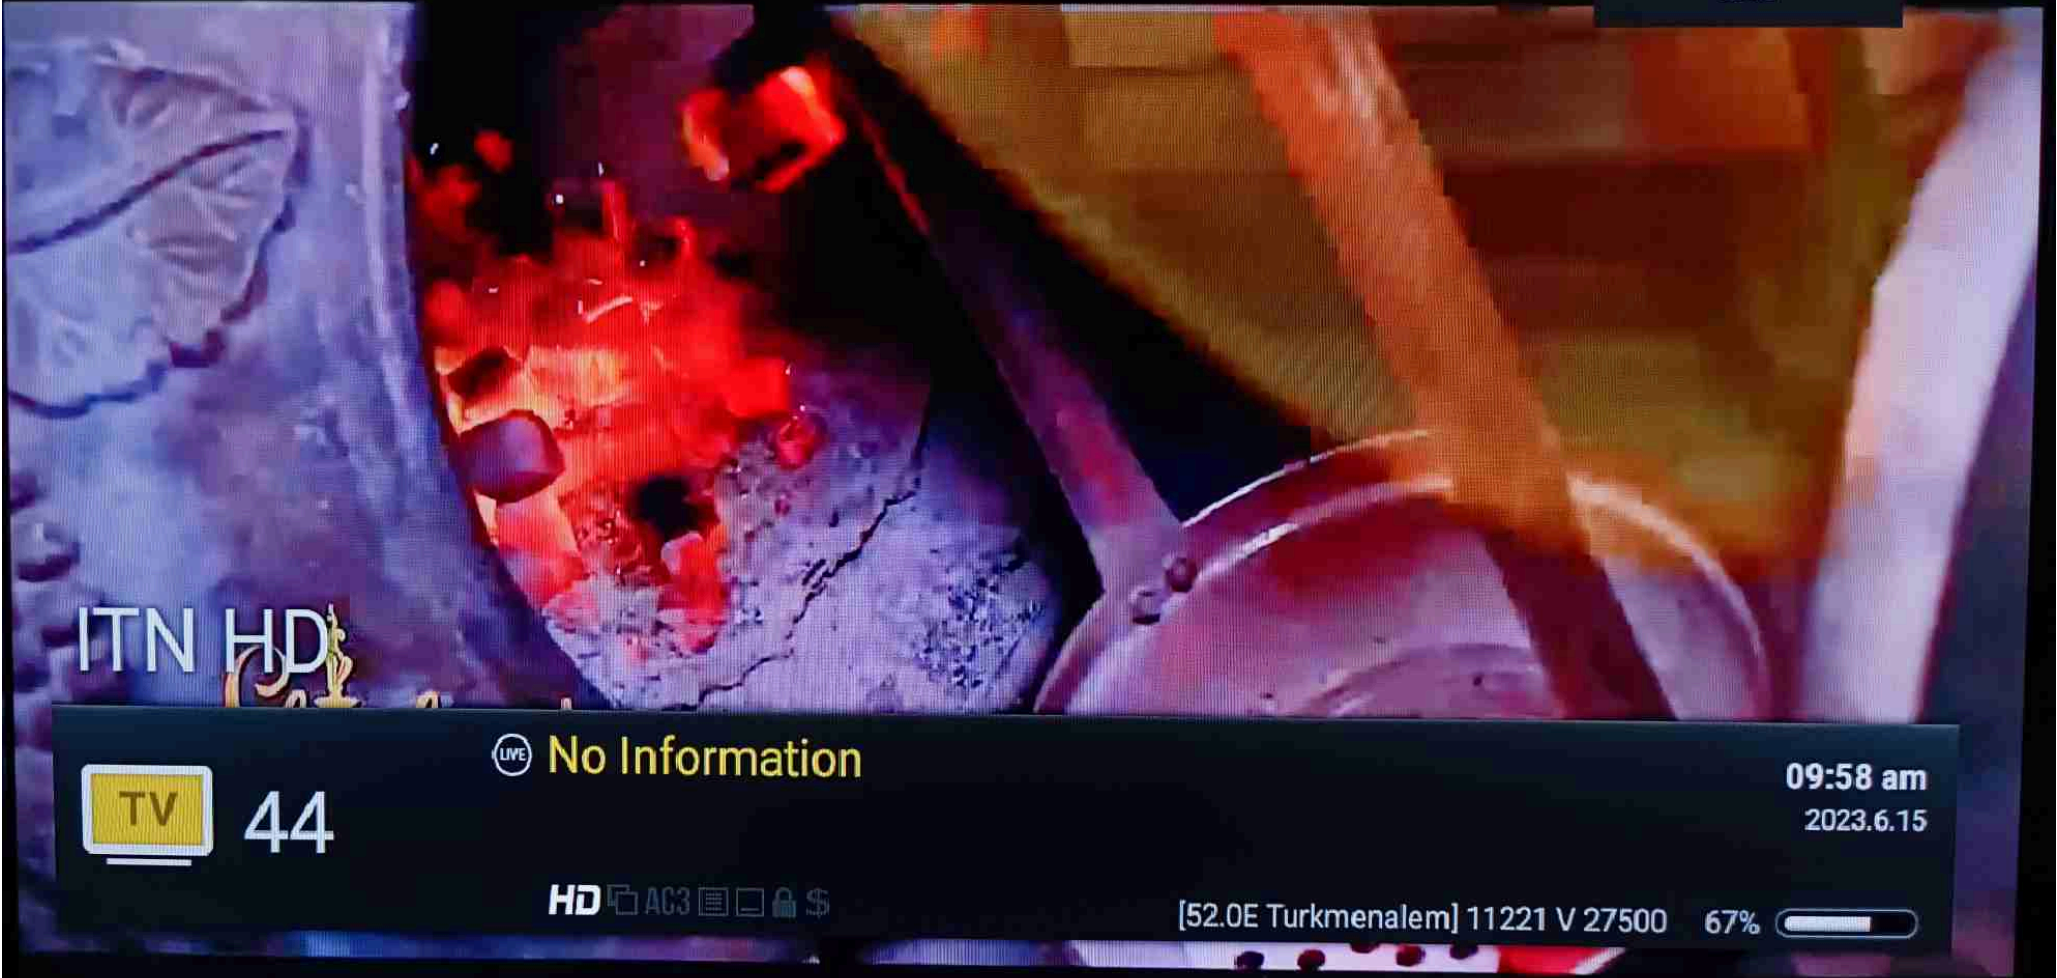 ITN HD
LIVE No Information
TV 44
09:58 am
2023.6.15
HD AC3 $
[52.0E Turkmenalem] 11221 V 27500 67%